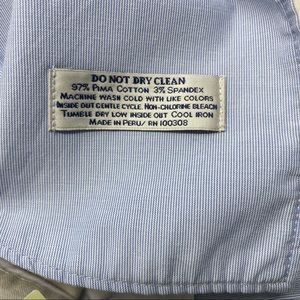 DO NOT DRY CLEAN
97% PIMA COTTON 3% SPANDEX
MACHINE WASH COLD WITH LIKE COLORS
INSIDE OUT GENTLE CYCLE. NON-CHLORINE BLEACH
TUMBLE DRY LOW INSIDE OUT COOL IRON
MADE IN PERU/ RN 100308